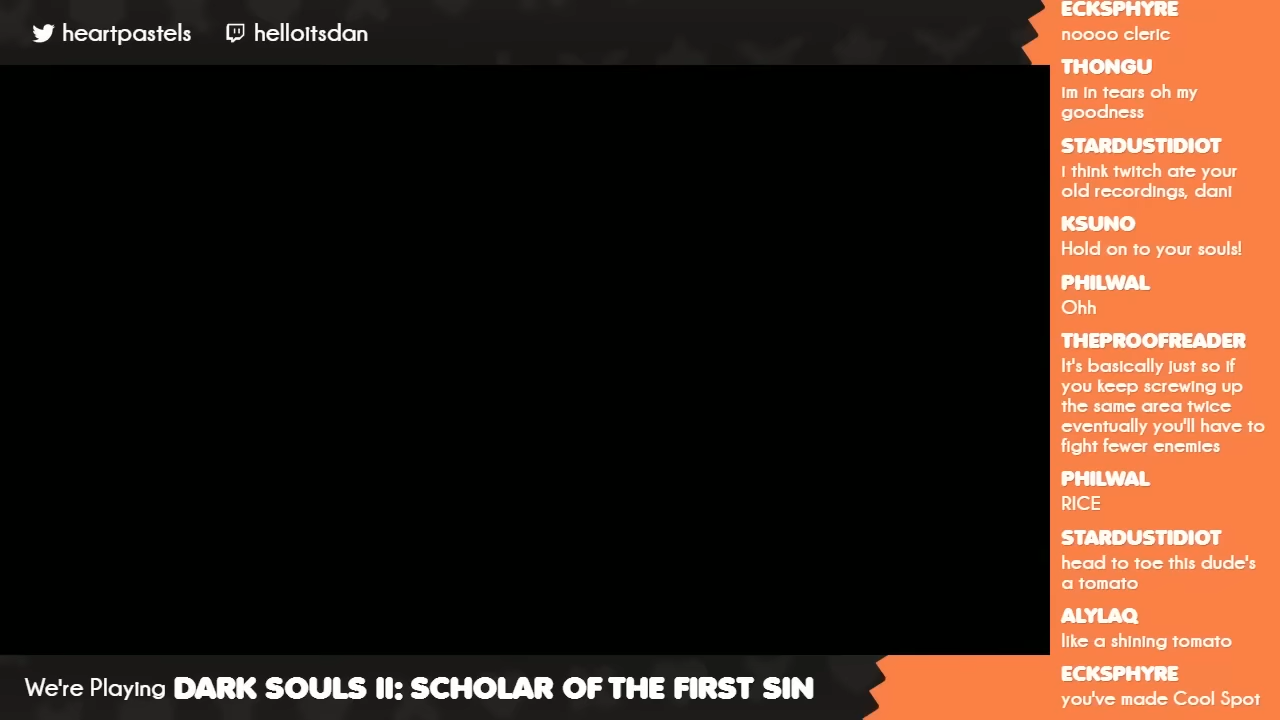 heartpastels
helloitsdan
ECKSPHYRE
noooo cleric
THONGU
im in tears oh my
goodness
STARDUSTIDIOT
i think twitch ate your
old recordings, dani
KSUNO
Hold on to your souls!
PHILWAL
Ohh
THEPROOFREADER
It's basically just so if
you keep screwing up
the same area twice
eventually you'll have to
fight fewer enemies
PHILWAL
RICE
STARDUSTIDIOT
head to toe this dude's
a tomato
ALYLAQ
like a shining tomato
ECKSPHYRE
you've made Cool Spot
We're Playing DARK SOULS II: SCHOLAR OF THE FIRST SIN